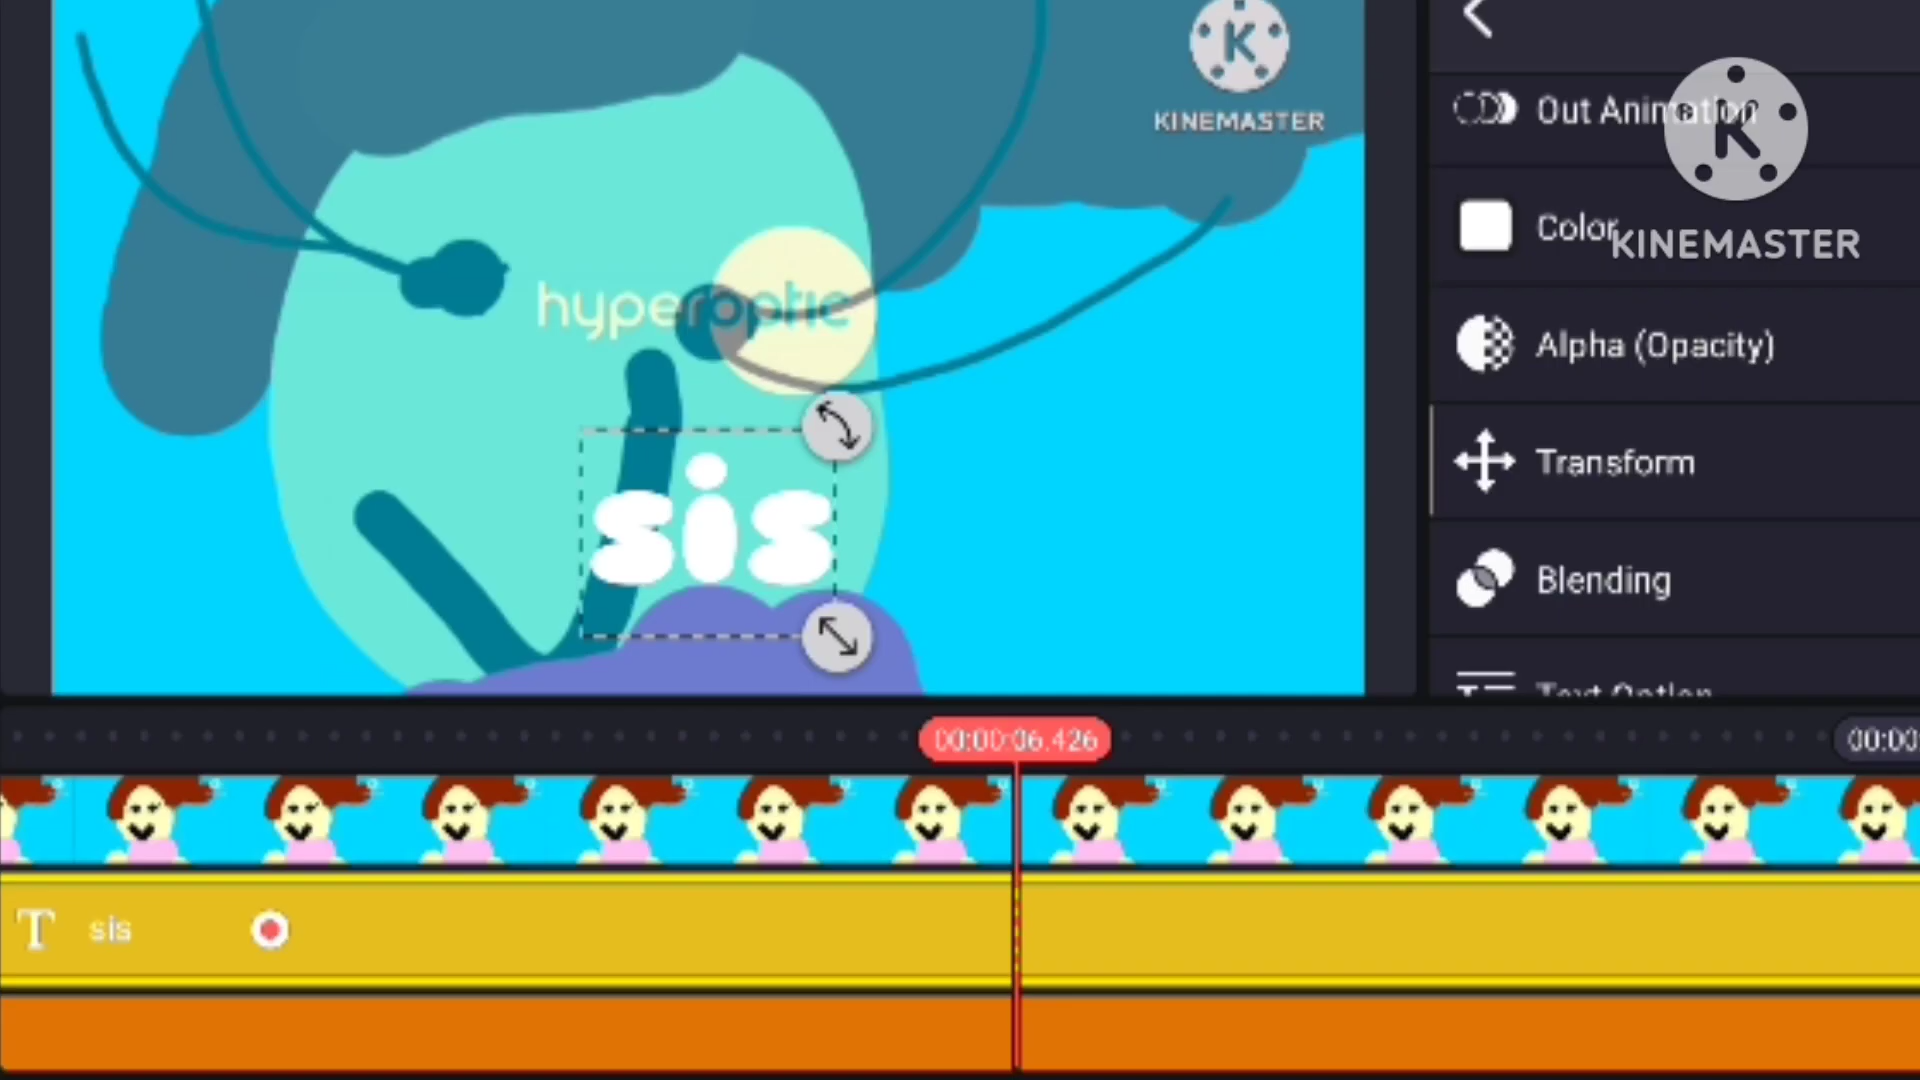 KINEMASTER
Out Animation
KINEMASTER
Color
hyperoptic
Alpha (Opacity)
Transform
sis
Blending
Text Option
00:00:06.426
00:00
sis